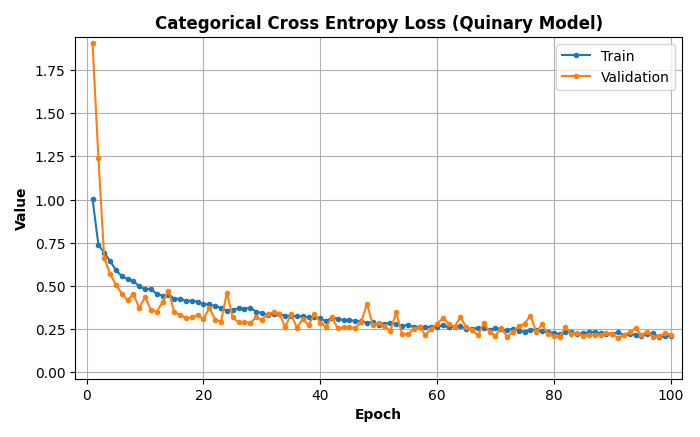 Categorical Cross Entropy Loss (Quinary Model)
Train
Validation
Value
1.75
1.50
1.25
1.00
0.75
0.50
0.25
0.00
0 20 40 60 80 100
Epoch